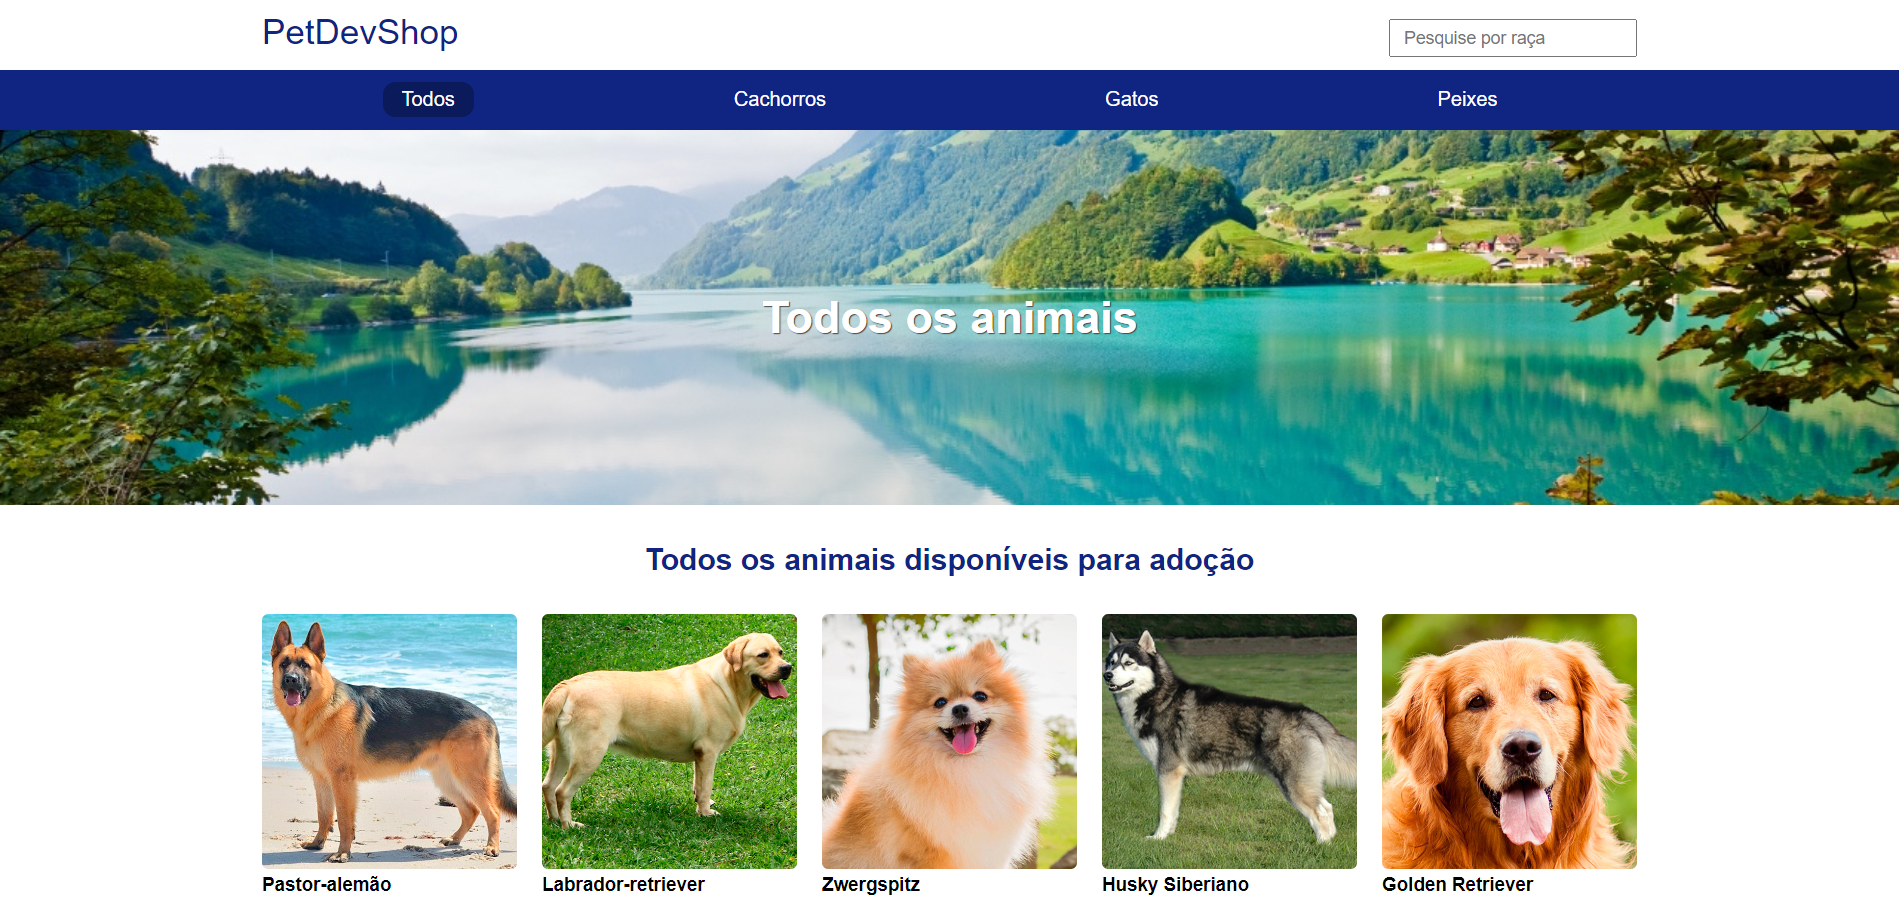 PetDevShop
Pesquise por raça
Todos
Cachorros
Gatos
Peixes
Todos os animais
Todos os animais disponíveis para adoção
Pastor-alemão
Labrador-retriever
Zwergspitz
Husky Siberiano
Golden Retriever